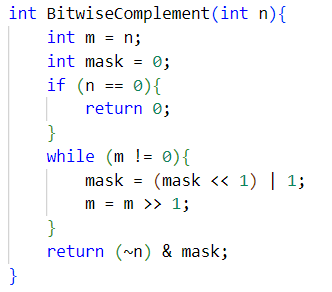 int BitwiseComplement(int n){
    int m = n;
    int mask = 0;
    if (n == 0){
        return 0;
    }
    while (m != 0){
        mask = (mask << 1) | 1;
        m = m >> 1;
    }
    return (~n) & mask;
}